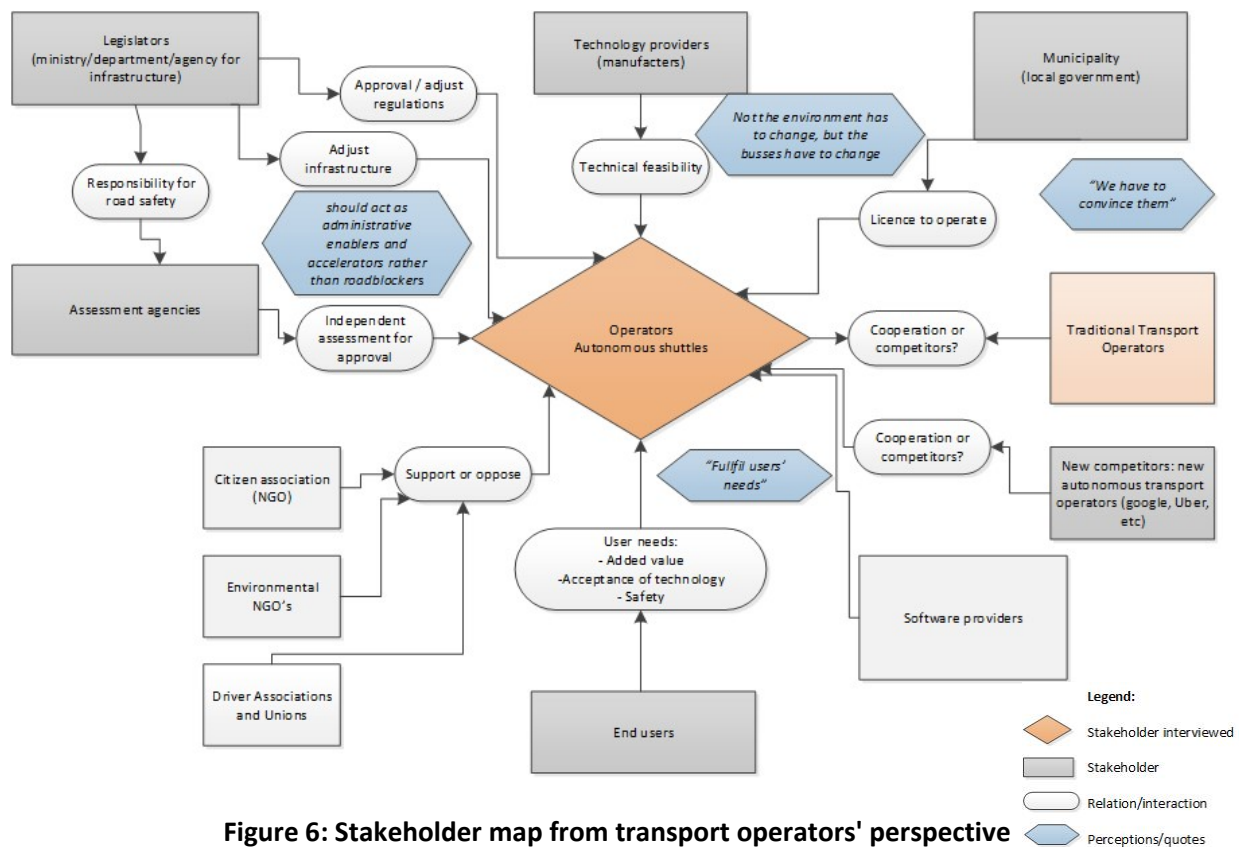 Legislators
(ministry/department/agency for
infrastructure)
Approval / adjust
regulations
Technology providers
(manufacters)
Municipality
(local government)
Not the environment has
to change, but the
busses have to change
Adjust
infrastructure
Technical feasibility
Responsibility for
road safety
"We have to
convince them"
should act as
administrative
enablers and
accelerators rather
than roadblockers
Licence to operate
Assessment agencies
Independent
assessment for
approval
Operators
Autonomous shuttles
Cooperation or
competitors?
Traditional Transport
Operators
Citizen association
(NGO)
Support or oppose
"Fullfil users'
needs"
Cooperation or
competitors?
New competitors: new
autonomous transport
operators (google, Uber,
etc)
User needs:
- Added value
-Acceptance of technology
- Safety
Environmental
NGO's
Software providers
Driver Associations
and Unions
End users
Legend:
Stakeholder interviewed
Stakeholder
Relation/interaction
Perceptions/quotes
Figure 6: Stakeholder map from transport operators' perspective